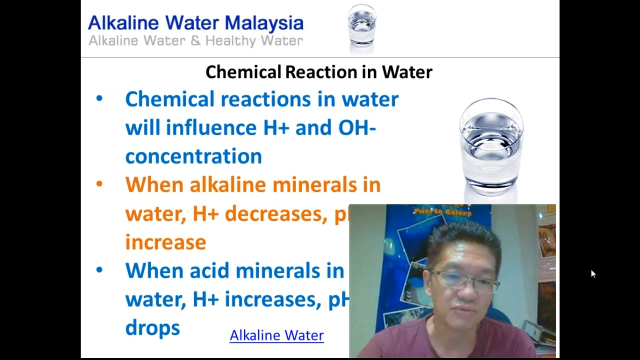 Alkaline Water Malaysia
Alkaline Water & Healthy Water
Chemical Reaction in Water
• Chemical reactions in water
will influence H+ and OH-
concentration
• When alkaline minerals in
water, H+ decreases,
increase
• When acid minerals in
water, H+ increases, pH
drops
Alkaline Water